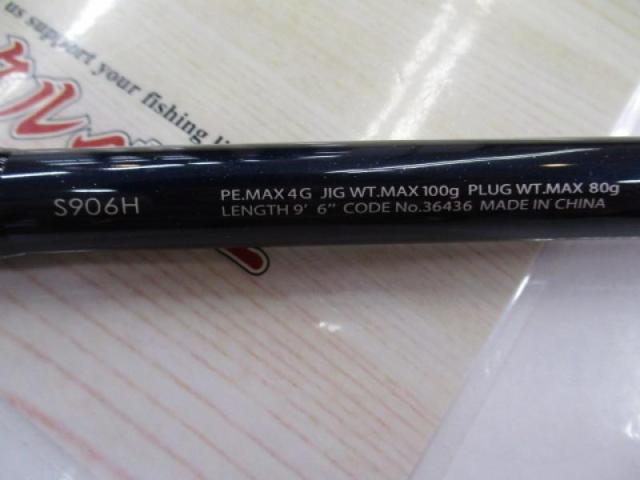 us support your fishing li
S906H
PE.MAX 4G JIG WT.MAX 100g PLUG WT.MAX 80g
LENGTH 9' 6" CODE No.36436 MADE IN CHINA